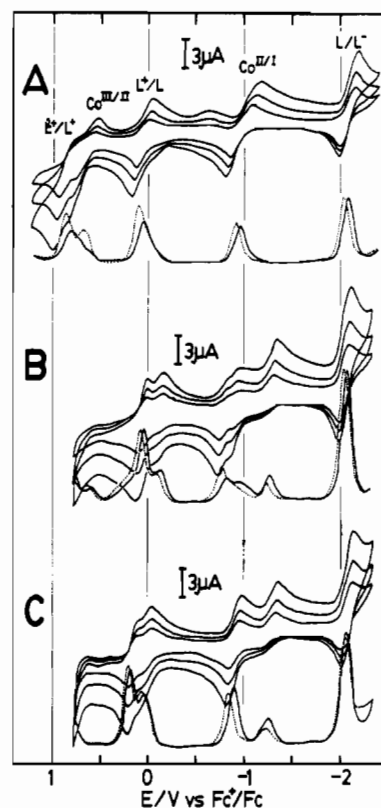 A
3μA
L/L⁻
L⁺/L
Co^II/I
Co^III/II
L²⁺/L⁺
B
3μA
C
3μA
1 0 -1 -2
E/V vs Fc⁺/Fc